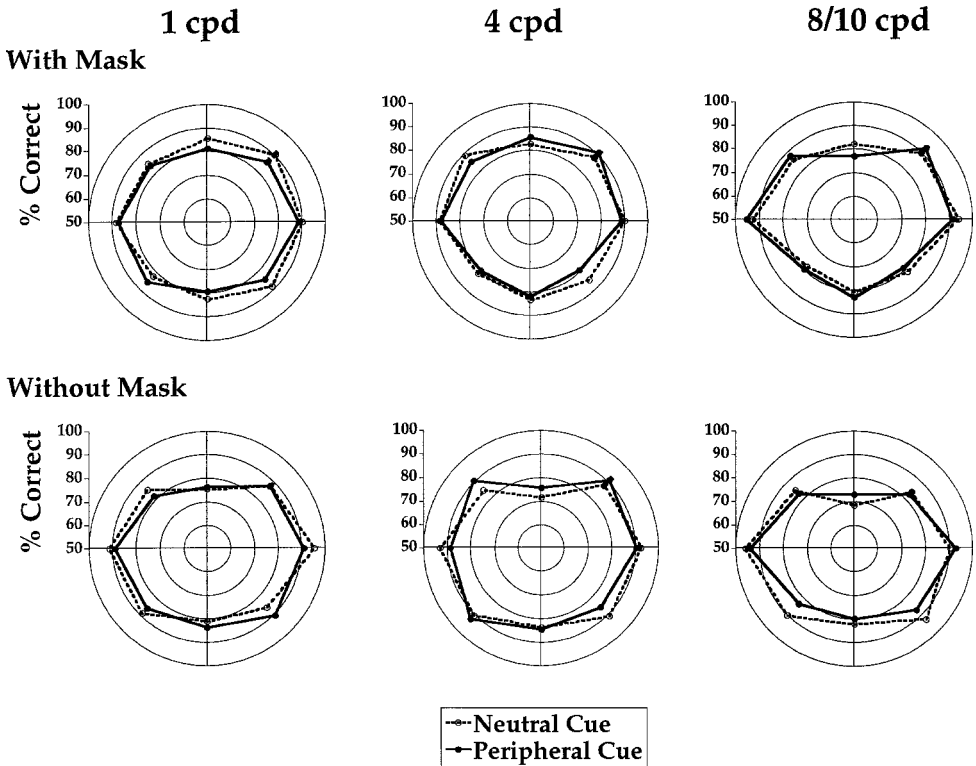 1 cpd 4 cpd 8/10 cpd
With Mask
% Correct
100 100 100
90 90 90
80 80 80
70 70 70
60 60 60
50 50 50
Without Mask
% Correct
100 100 100
90 90 90
80 80 80
70 70 70
60 60 60
50 50 50
Neutral Cue
Peripheral Cue